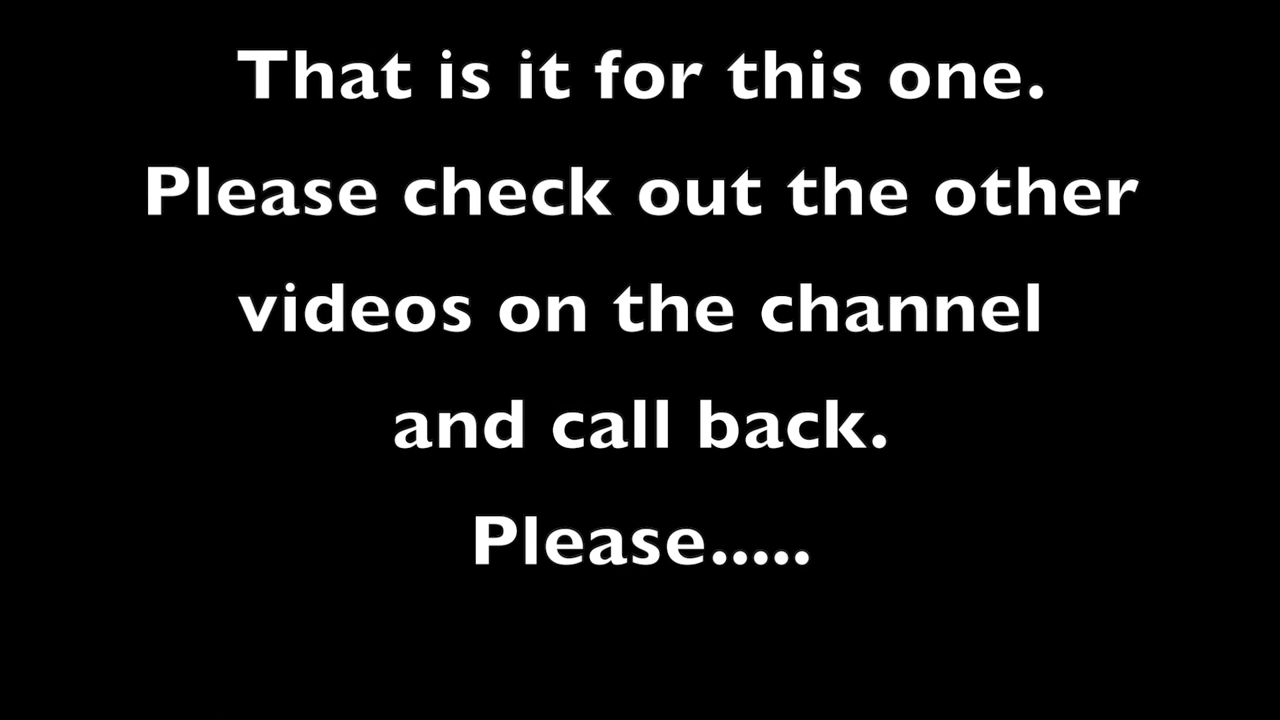 That is it for this one.
Please check out the other
videos on the channel
and call back.
Please.....